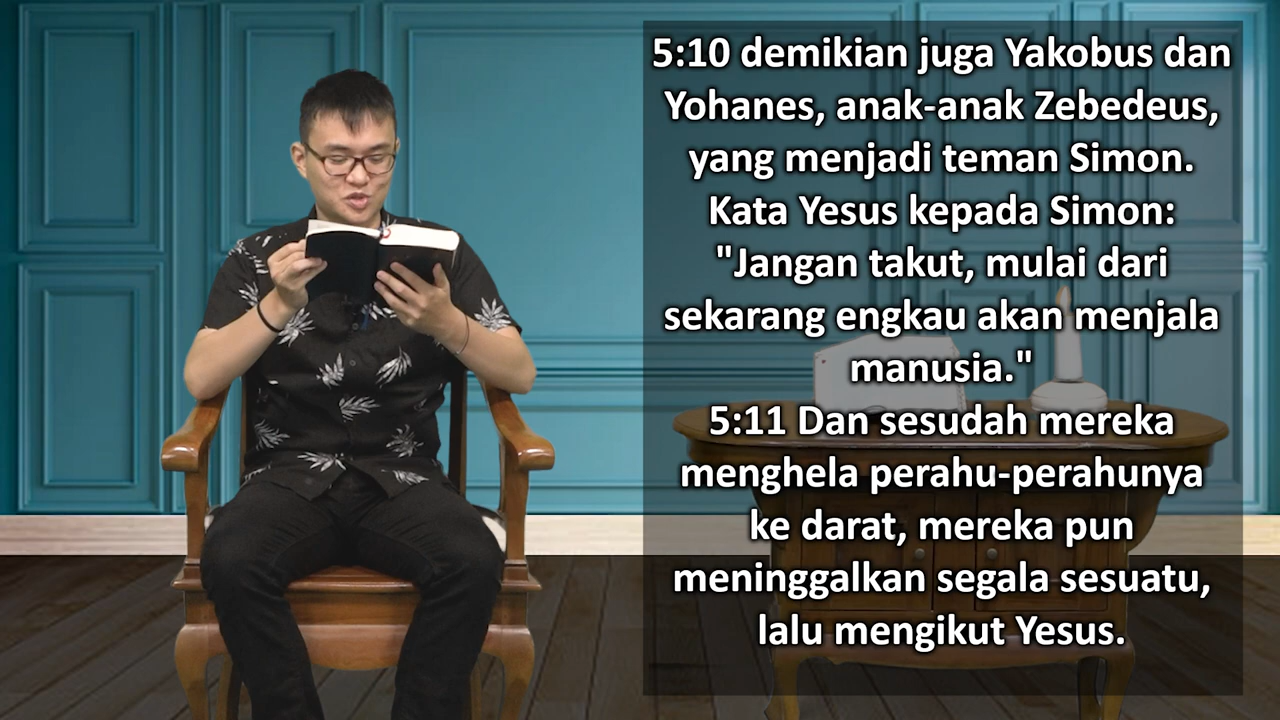 5:10 demikian juga Yakobus dan
Yohanes, anak-anak Zebedeus,
yang menjadi teman Simon.
Kata Yesus kepada Simon:
"Jangan takut, mulai dari
sekarang engkau akan menjala
manusia."
5:11 Dan sesudah mereka
menghela perahu-perahunya
ke darat, mereka pun
meninggalkan segala sesuatu,
lalu mengikut Yesus.